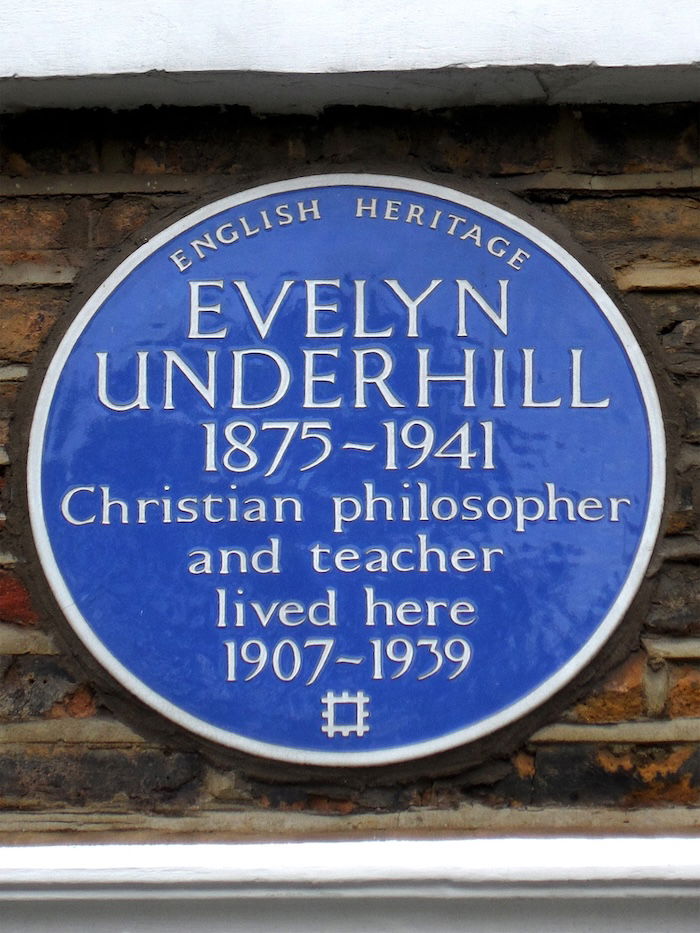 ENGLISH HERITAGE
EVELYN
UNDERHILL
1875~1941
Christian philosopher
and teacher
lived here
1907~1939